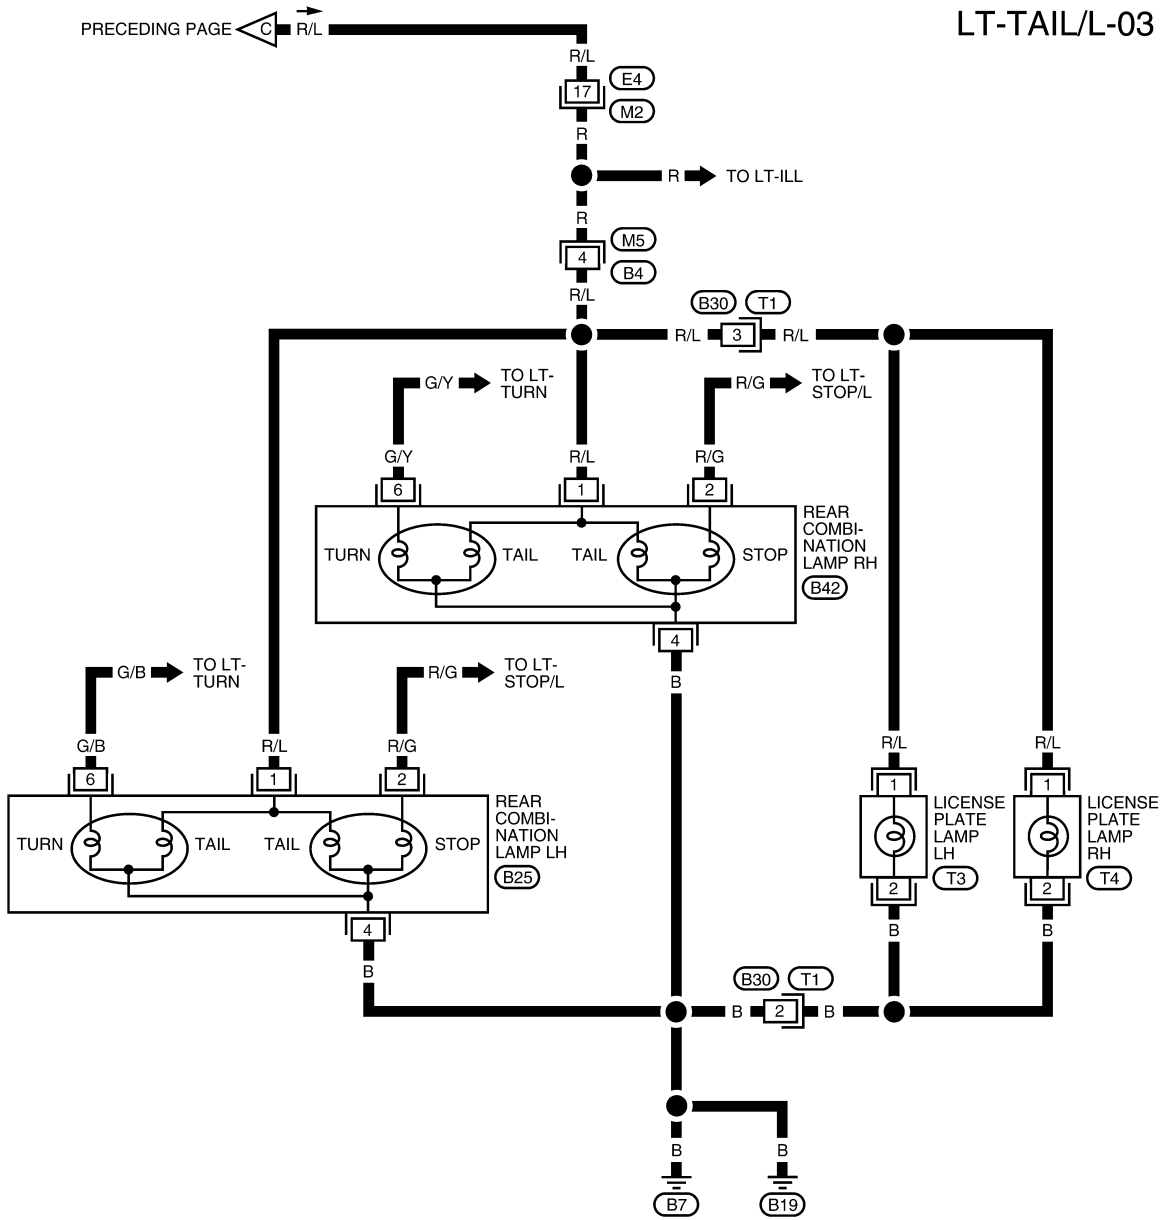 LT-TAIL/L-03
PRECEDING PAGE
C
R/L
R/L
17
E4
M2
R
R
TO LT-ILL
R
4
M5
B4
R/L
R/L
B30
T1
3
R/L
G/Y
TO LT-
TURN
R/G
TO LT-
STOP/L
G/Y
R/L
R/G
6
1
2
TURN
TAIL
TAIL
STOP
REAR
COMBI-
NATION
LAMP RH
B42
4
B
G/B
TO LT-
TURN
R/G
TO LT-
STOP/L
G/B
R/L
R/G
R/L
R/L
6
1
2
1
1
TURN
TAIL
TAIL
STOP
REAR
COMBI-
NATION
LAMP LH
B25
LICENSE
PLATE
LAMP
LH
T3
LICENSE
PLATE
LAMP
RH
T4
2
2
4
B
B
B
B30
T1
B
2
B
B
B
B7
B19